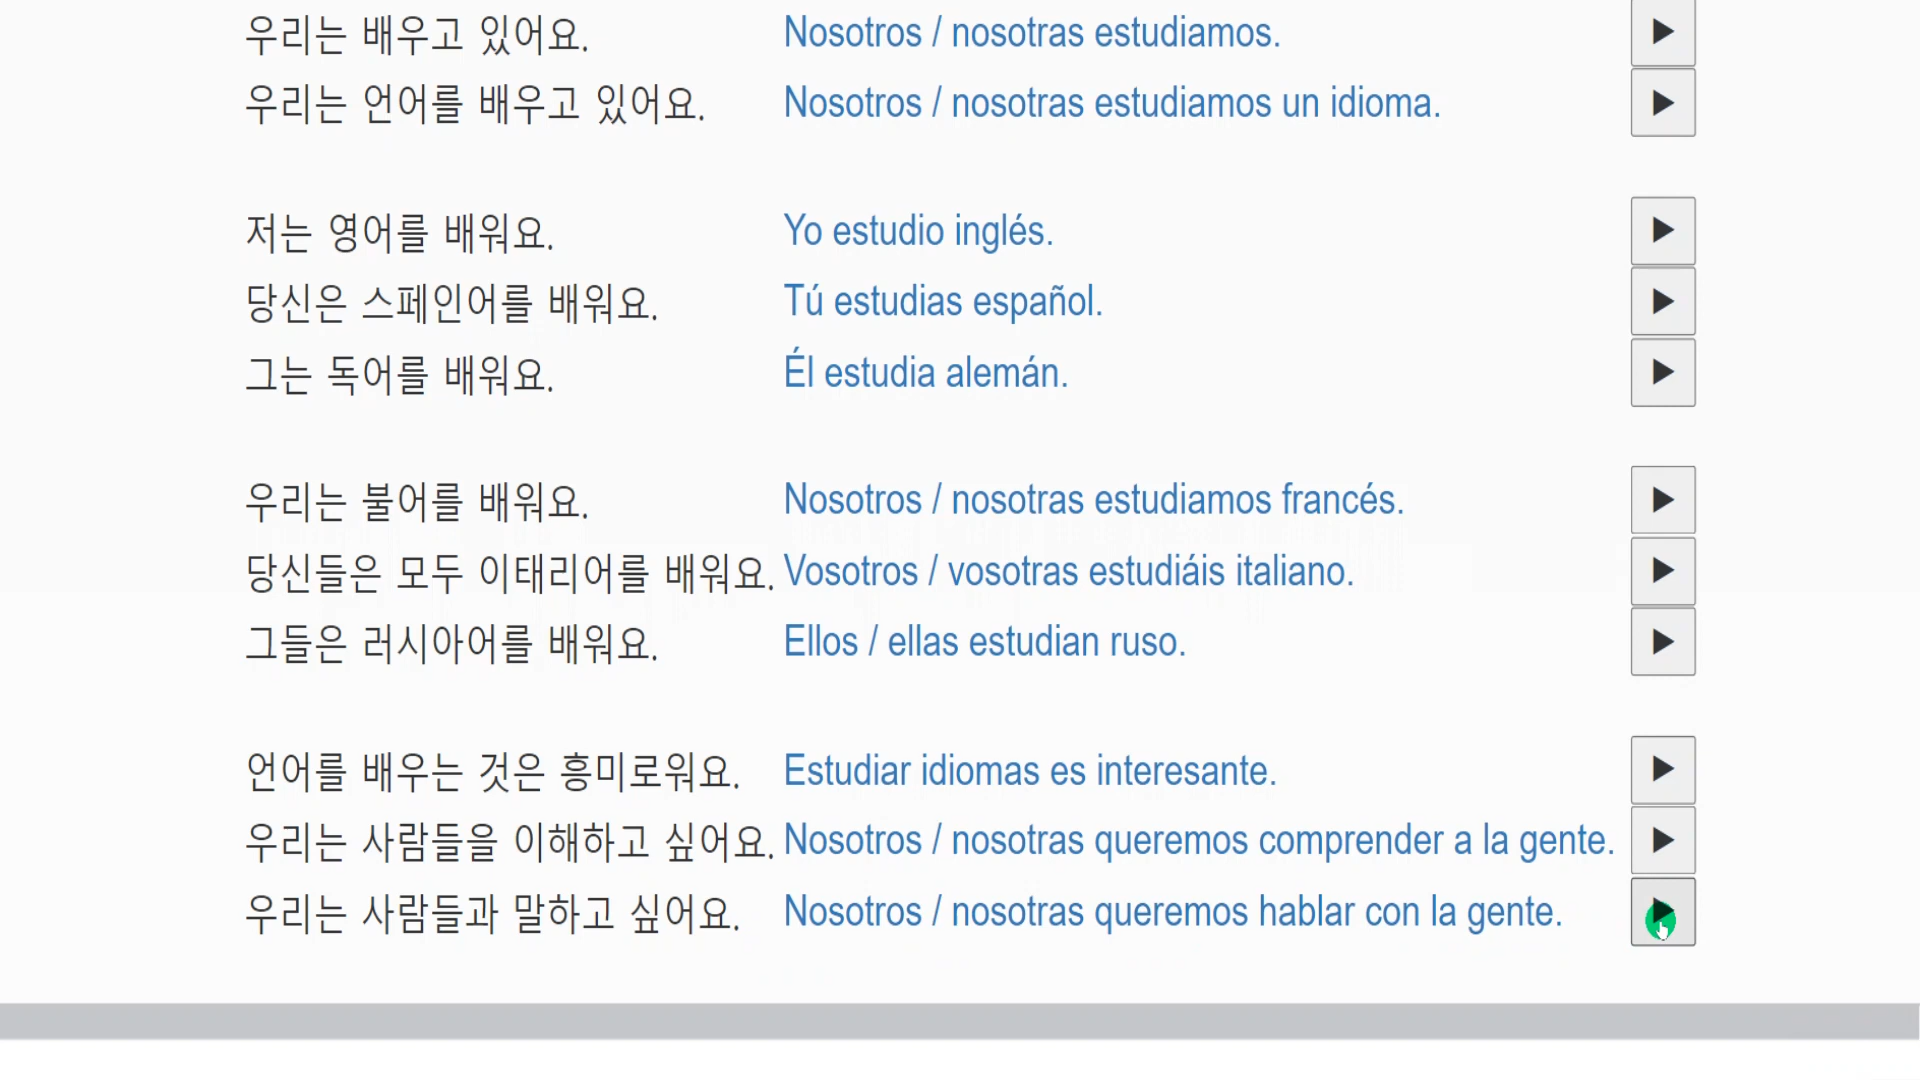 우리는 배우고 있어요. Nosotros / nosotras estudiamos.
우리는 언어를 배우고 있어요. Nosotros / nosotras estudiamos un idioma.
저는 영어를 배워요. Yo estudio inglés.
당신은 스페인어를 배워요. Tú estudias español.
그는 독어를 배워요. Él estudia alemán.
우리는 불어를 배워요. Nosotros / nosotras estudiamos francés.
당신들은 모두 이태리어를 배워요. Vosotros / vosotras estudiáis italiano.
그들은 러시아어를 배워요. Ellos / ellas estudian ruso.
언어를 배우는 것은 흥미로워요. Estudiar idiomas es interesante.
우리는 사람들을 이해하고 싶어요. Nosotros / nosotras queremos comprender a la gente.
우리는 사람들과 말하고 싶어요. Nosotros / nosotras queremos hablar con la gente.